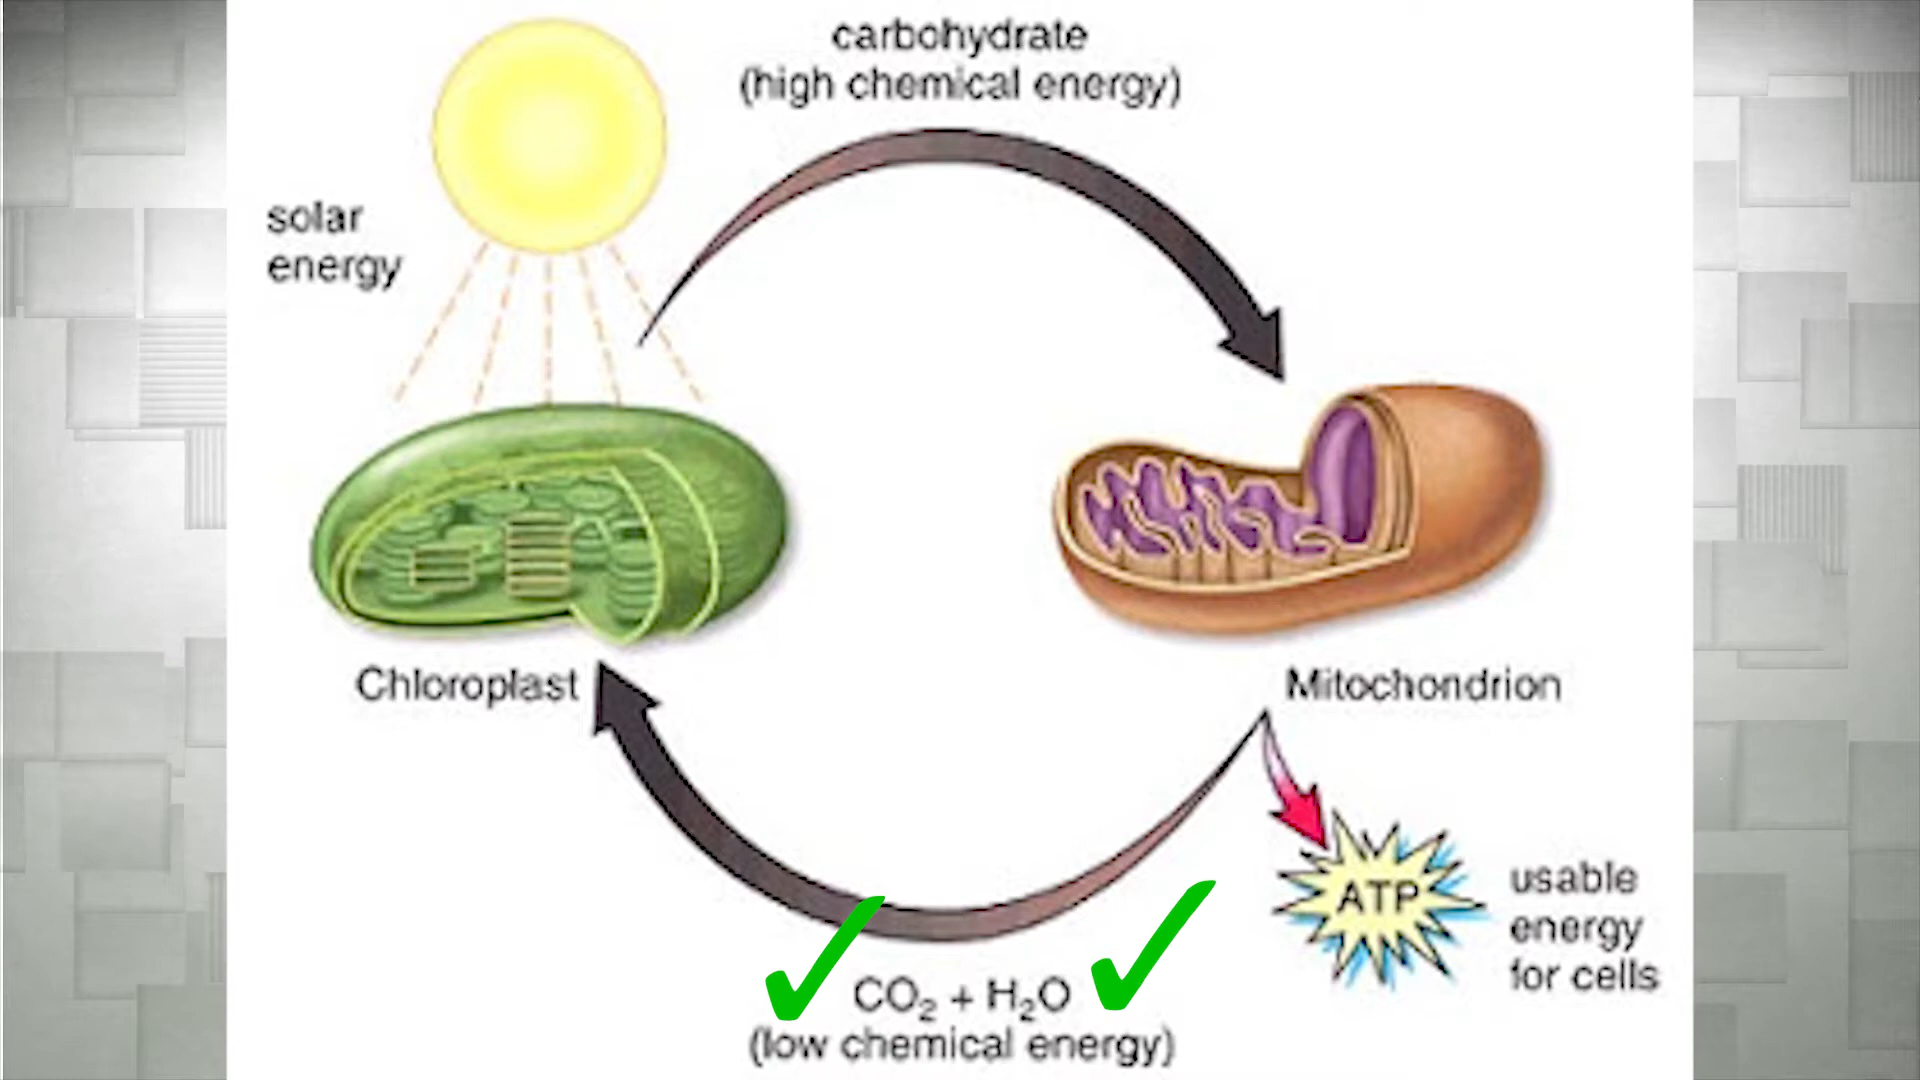 carbohydrate
(high chemical energy)
solar
energy
Chloroplast
Mitochondrion
ATP
usable
energy
for cells
CO₂ + H₂O
(low chemical energy)